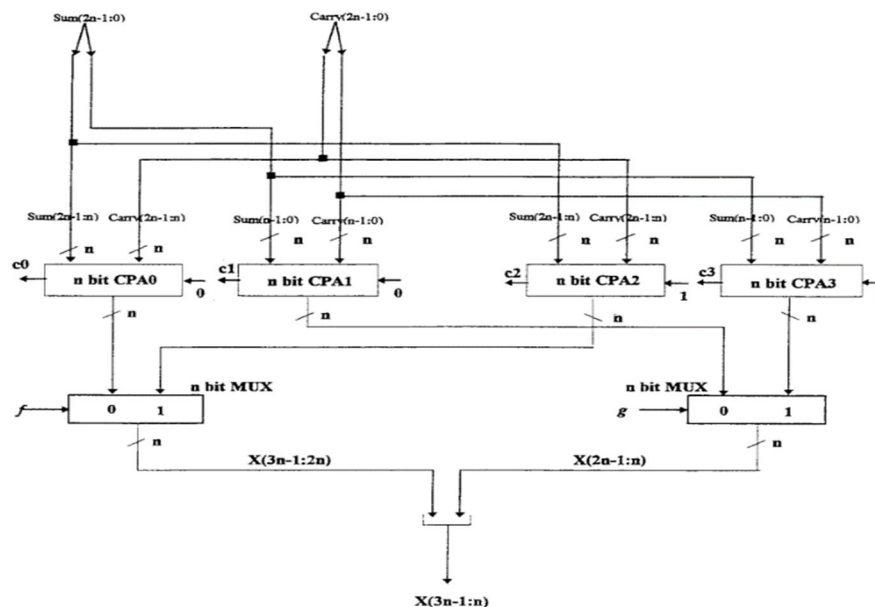 Sum(2n-1:0) Carry(2n-1:0)
Sum(2n-1:n) Carry(2n-1:n) Sum(n-1:0) Carry(n-1:0) Sum(2n-1:n) Carry(2n-1:n) Sum(n-1:0) Carry(n-1:0)
n n n n n n n n
c0 n bit CPA0 0 c1 n bit CPA1 0 c2 n bit CPA2 1 c3 n bit CPA3
n n n n
n bit MUX n bit MUX
f 0 1 g 0 1
n n
X(3n-1:2n) X(2n-1:n)
X(3n-1:n)